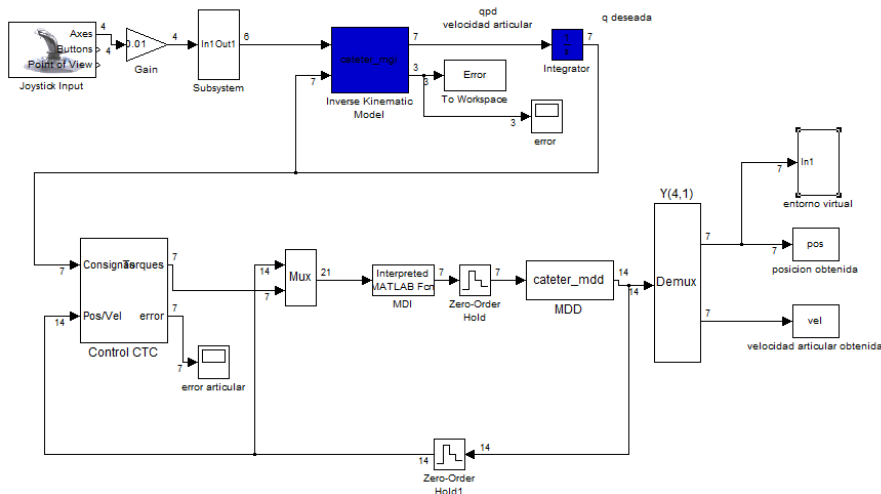 qpd
velocidad articular
q deseada
4
Axes
Buttons
4
Point of View
Joystick Input
0.01
Gain
4
In1
Out1
Subsystem
6
7
cateter_mgi
Inverse Kinematic
Model
7
3
3
Error
To Workspace
3
error
Integrator
7
7
Y(4,1)
7
In1
entorno virtual
7
Consignas
Torques
7
14
Pos/Vel
error
7
Control CTC
error articular
14
7
Mux
21
Interpreted
MATLAB Fcn
MDI
7
Zero-Order
Hold
7
cateter_mdd
MDD
14
14
Demux
7
7
pos
posicion obtenida
7
vel
velocidad articular obtenida
14
Zero-Order
Hold1
14